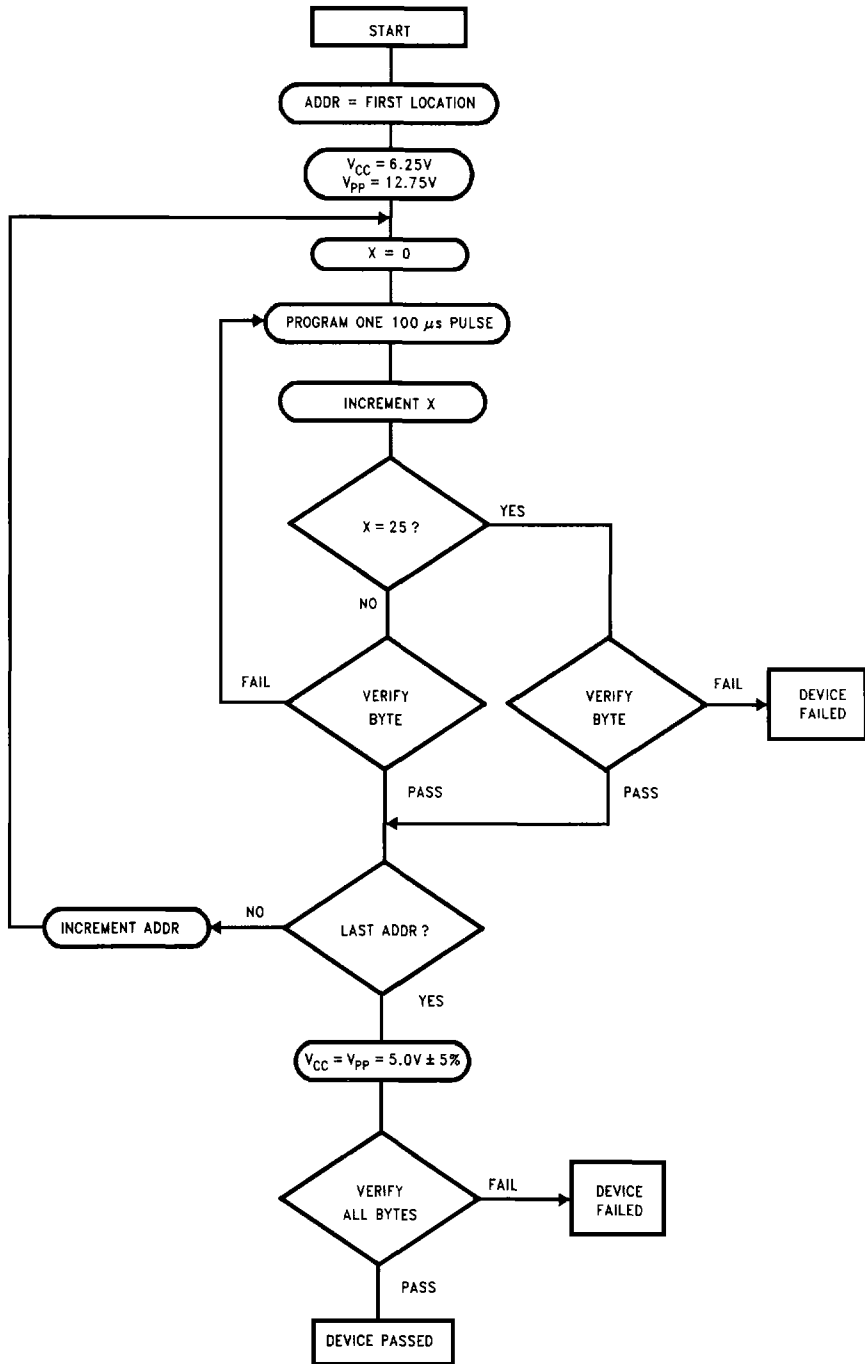 START
ADDR = FIRST LOCATION
VCC = 6.25V
VPP = 12.75V
X = 0
PROGRAM ONE 100 μs PULSE
INCREMENT X
X = 25 ?
YES
NO
FAIL
VERIFY
BYTE
VERIFY
BYTE
FAIL
DEVICE
FAILED
PASS
PASS
INCREMENT ADDR
NO
LAST ADDR ?
YES
VCC = VPP = 5.0V ± 5%
VERIFY
ALL BYTES
FAIL
DEVICE
FAILED
PASS
DEVICE PASSED